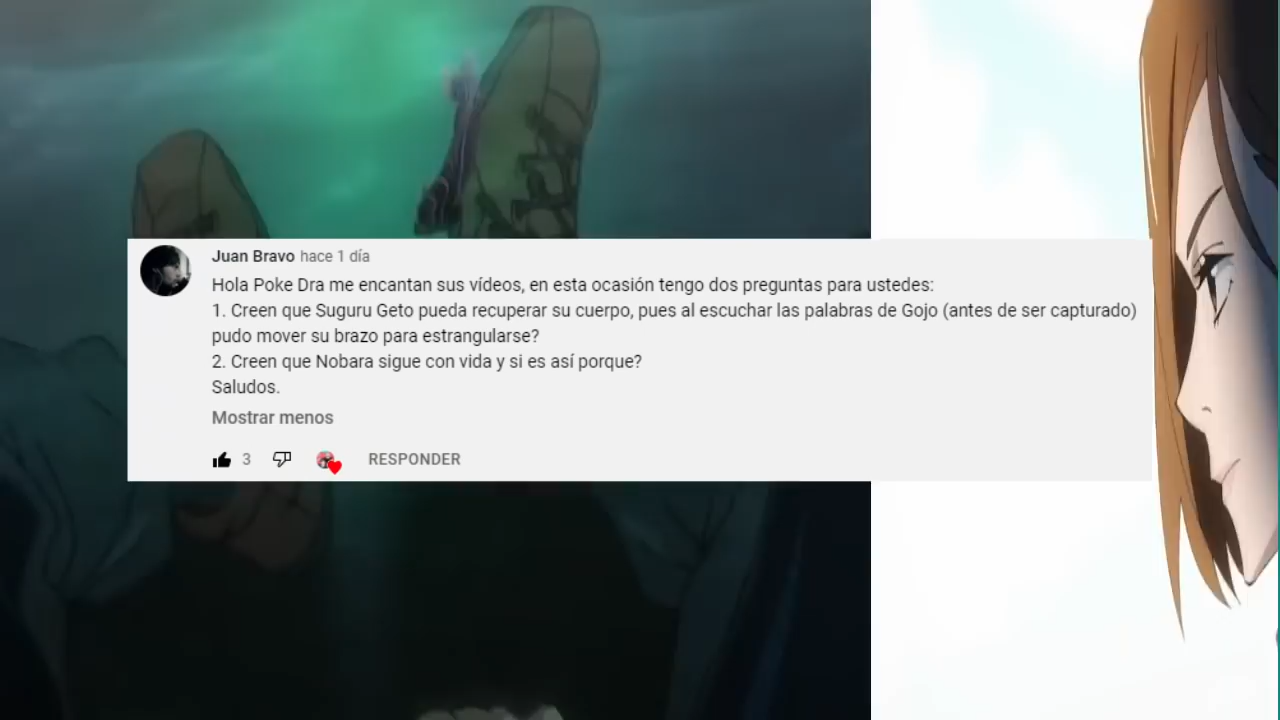 Juan Bravo hace 1 día
Hola Poke Dra me encantan sus vídeos, en esta ocasión tengo dos preguntas para ustedes:
1. Creen que Suguru Geto pueda recuperar su cuerpo, pues al escuchar las palabras de Gojo (antes de ser capturado)
pudo mover su brazo para estrangularse?
2. Creen que Nobara sigue con vida y si es así porque?
Saludos.
Mostrar menos
3 RESPONDER